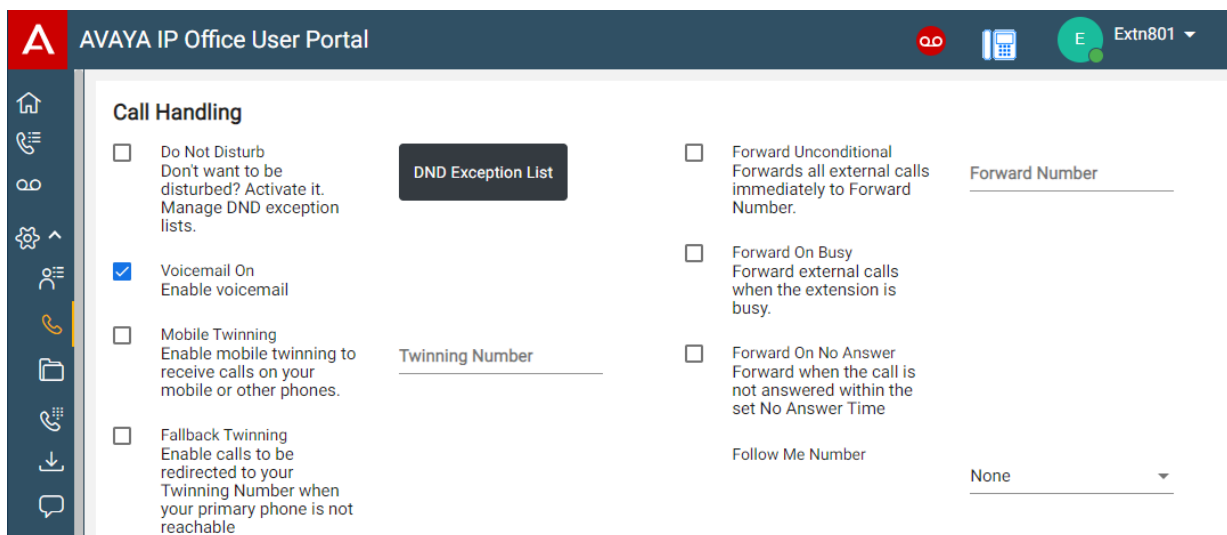 AVAYA IP Office User Portal
E
Extn801
Call Handling
Do Not Disturb
Don't want to be
disturbed? Activate it.
Manage DND exception
lists.
DND Exception List
Voicemail On
Enable voicemail
Mobile Twinning
Enable mobile twinning to
receive calls on your
mobile or other phones.
Twinning Number
Fallback Twinning
Enable calls to be
redirected to your
Twinning Number when
your primary phone is not
reachable
Forward Unconditional
Forwards all external calls
immediately to Forward
Number.
Forward Number
Forward On Busy
Forward external calls
when the extension is
busy.
Forward On No Answer
Forward when the call is
not answered within the
set No Answer Time
Follow Me Number
None